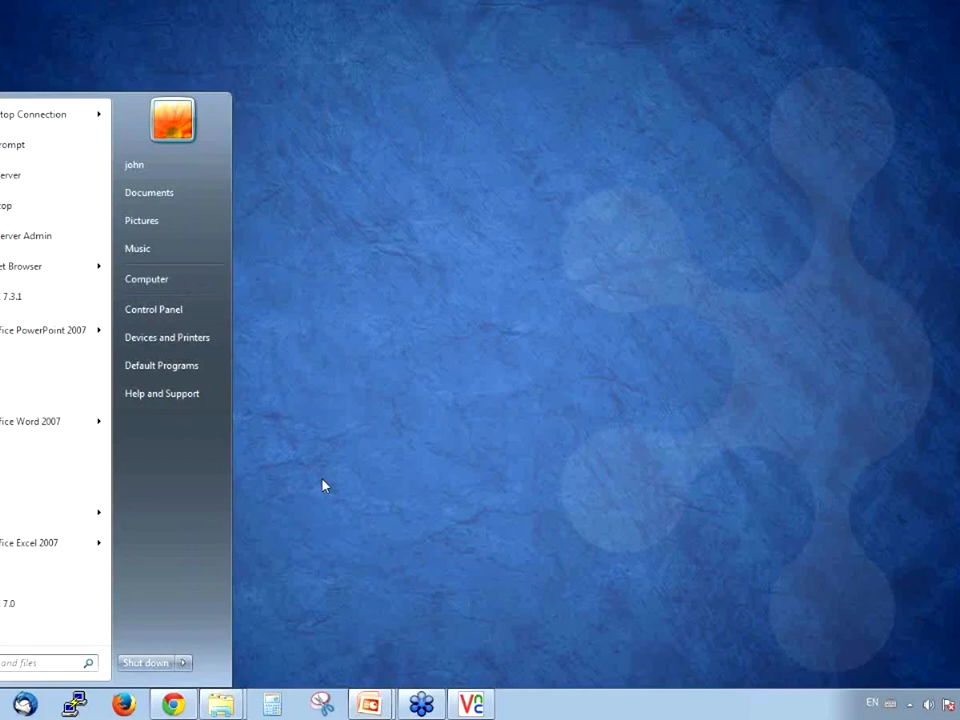 top Connection
rompt
erver
top
erver Admin
et Browser
7.3.1
fice PowerPoint 2007
fice Word 2007
fice Excel 2007
7.0
and files
john
Documents
Pictures
Music
Computer
Control Panel
Devices and Printers
Default Programs
Help and Support
Shut down
EN